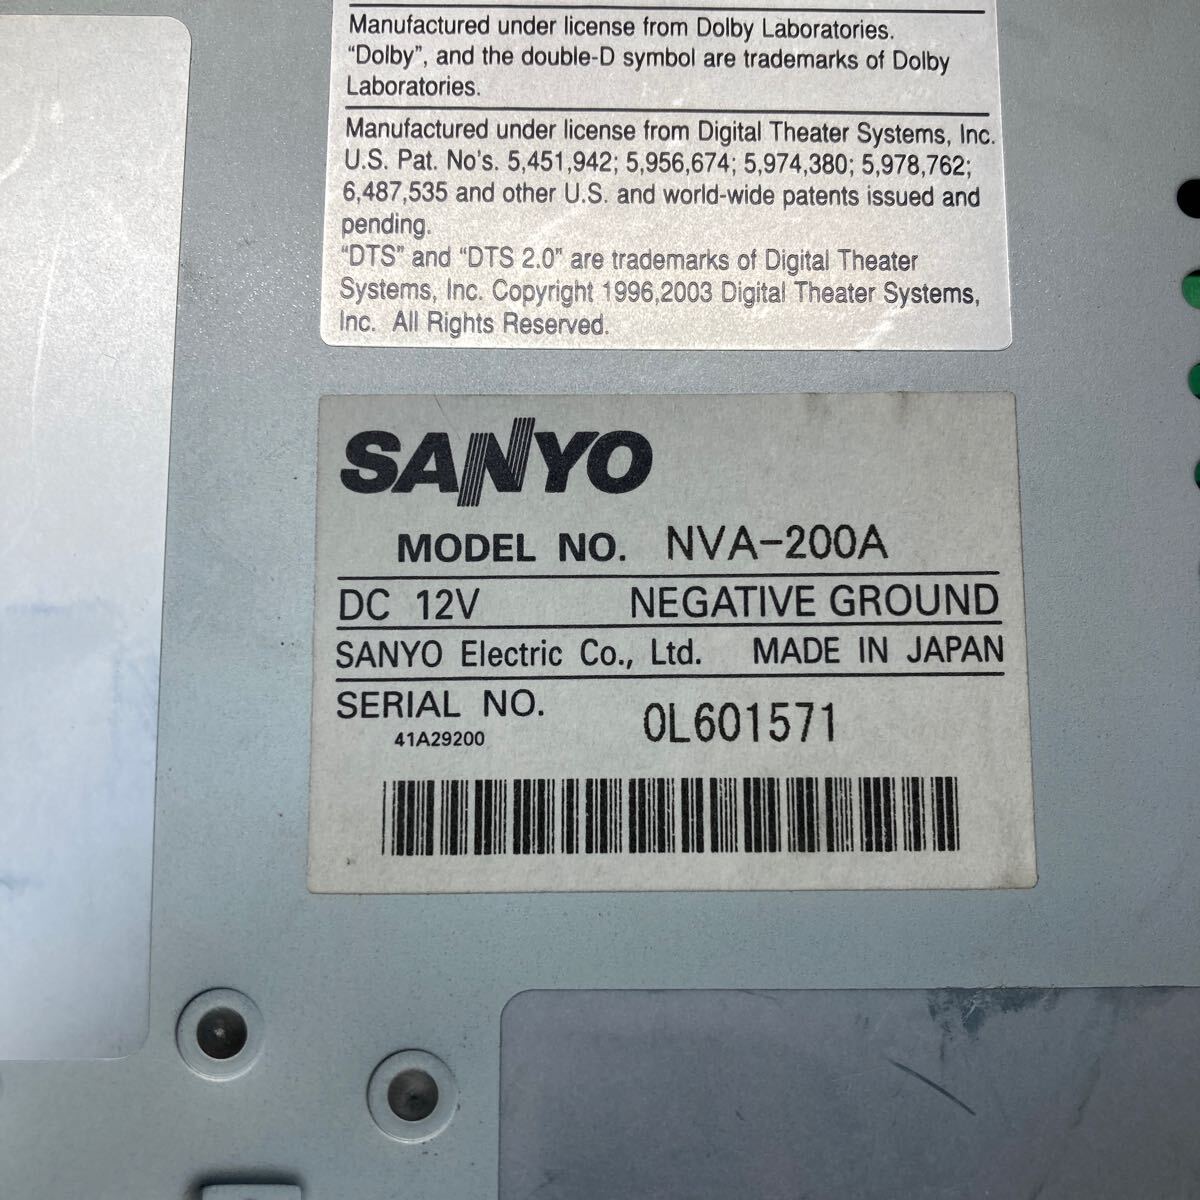 Manufactured under license from Dolby Laboratories.
“Dolby”, and the double-D symbol are trademarks of Dolby
Laboratories.
Manufactured under license from Digital Theater Systems, Inc.
U.S. Pat. No's. 5,451,942; 5,956,674; 5,974,380; 5,978,762;
6,487,535 and other U.S. and world-wide patents issued and
pending.
“DTS” and “DTS 2.0” are trademarks of Digital Theater
Systems, Inc. Copyright 1996,2003 Digital Theater Systems,
Inc. All Rights Reserved.
SANYO
MODEL NO. NVA-200A
DC 12V NEGATIVE GROUND
SANYO Electric Co., Ltd. MADE IN JAPAN
SERIAL NO. 0L601571
41A29200